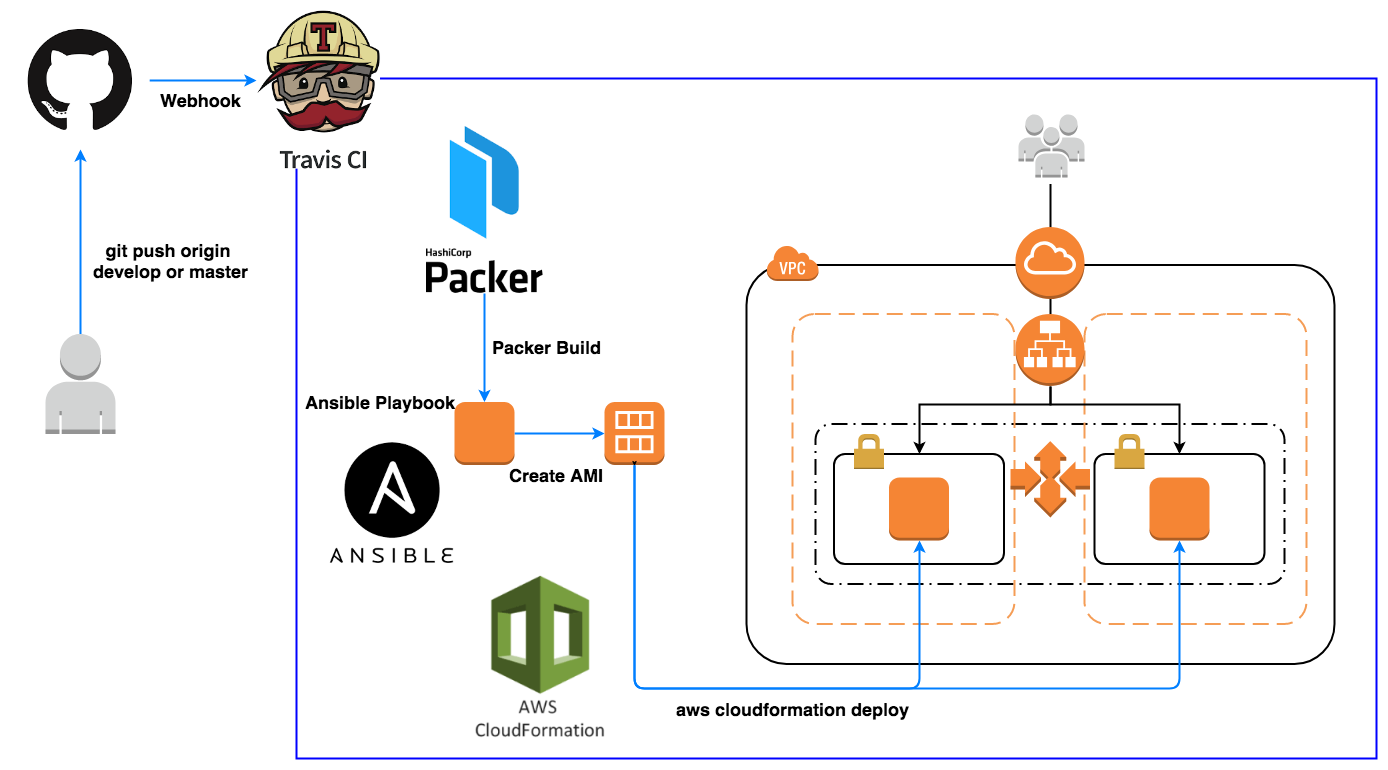 T
Webhook
Travis CI
git push origin
develop or master
HashiCorp
Packer
VPC
Packer Build
Ansible Playbook
Create AMI
ANSIBLE
AWS
CloudFormation
aws cloudformation deploy